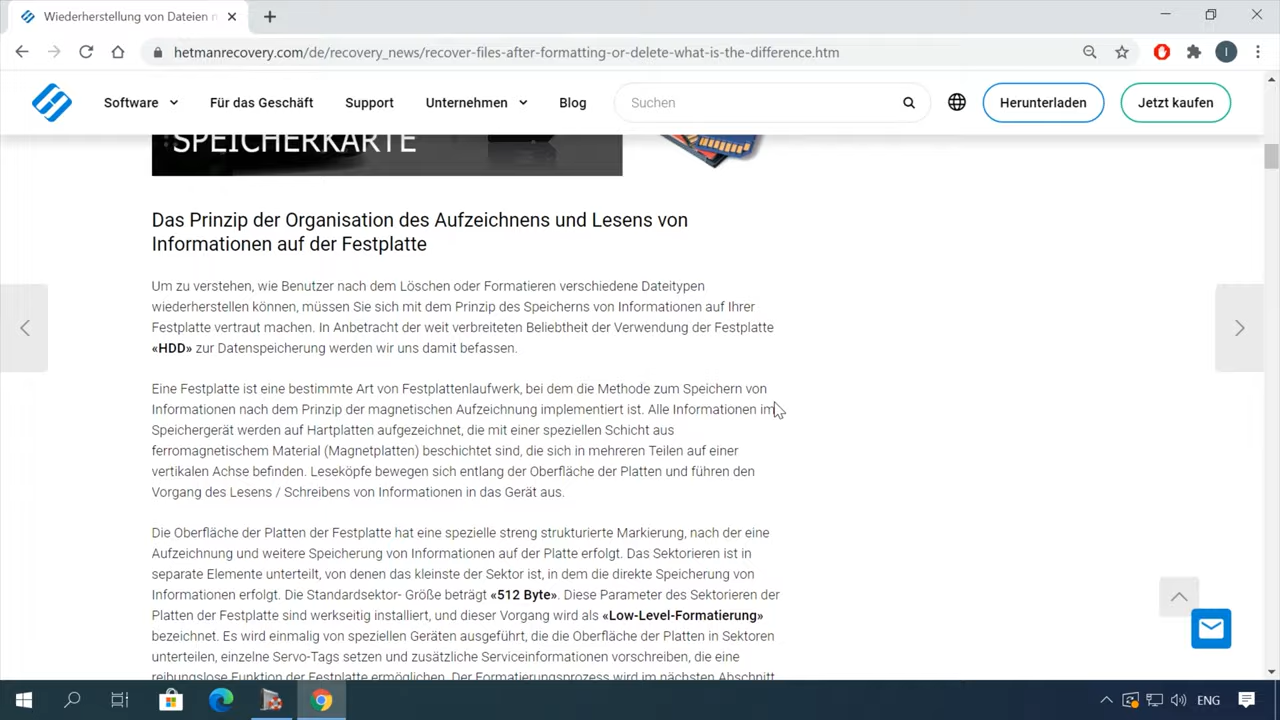 Wiederherstellung von Dateien n
hetmanrecovery.com/de/recovery_news/recover-files-after-formatting-or-delete-what-is-the-difference.htm
I
Software
Für das Geschäft
Support
Unternehmen
Blog
Suchen
Herunterladen
Jetzt kaufen
SPEICHERKARTE
Das Prinzip der Organisation des Aufzeichnens und Lesens von
Informationen auf der Festplatte
Um zu verstehen, wie Benutzer nach dem Löschen oder Formatieren verschiedene Dateitypen
wiederherstellen können, müssen Sie sich mit dem Prinzip des Speicherns von Informationen auf Ihrer
Festplatte vertraut machen. In Anbetracht der weit verbreiteten Beliebtheit der Verwendung der Festplatte
«HDD» zur Datenspeicherung werden wir uns damit befassen.
Eine Festplatte ist eine bestimmte Art von Festplattenlaufwerk, bei dem die Methode zum Speichern von
Informationen nach dem Prinzip der magnetischen Aufzeichnung implementiert ist. Alle Informationen im
Speichergerät werden auf Hartplatten aufgezeichnet, die mit einer speziellen Schicht aus
ferromagnetischem Material (Magnetplatten) beschichtet sind, die sich in mehreren Teilen auf einer
vertikalen Achse befinden. Leseköpfe bewegen sich entlang der Oberfläche der Platten und führen den
Vorgang des Lesens / Schreibens von Informationen in das Gerät aus.
Die Oberfläche der Platten der Festplatte hat eine spezielle streng strukturierte Markierung, nach der eine
Aufzeichnung und weitere Speicherung von Informationen auf der Platte erfolgt. Das Sektorieren ist in
separate Elemente unterteilt, von denen das kleinste der Sektor ist, in dem die direkte Speicherung von
Informationen erfolgt. Die Standardsektor- Größe beträgt «512 Byte». Diese Parameter des Sektorieren der
Platten der Festplatte sind werkseitig installiert, und dieser Vorgang wird als «Low-Level-Formatierung»
bezeichnet. Es wird einmalig von speziellen Geräten ausgeführt, die die Oberfläche der Platten in Sektoren
unterteilen, einzelne Servo-Tags setzen und zusätzliche Serviceinformationen vorschreiben, die eine
reibungslose Funktion der Festplatte ermöglichen. Der Formatierungsprozess wird im nächsten Abschnitt
ENG